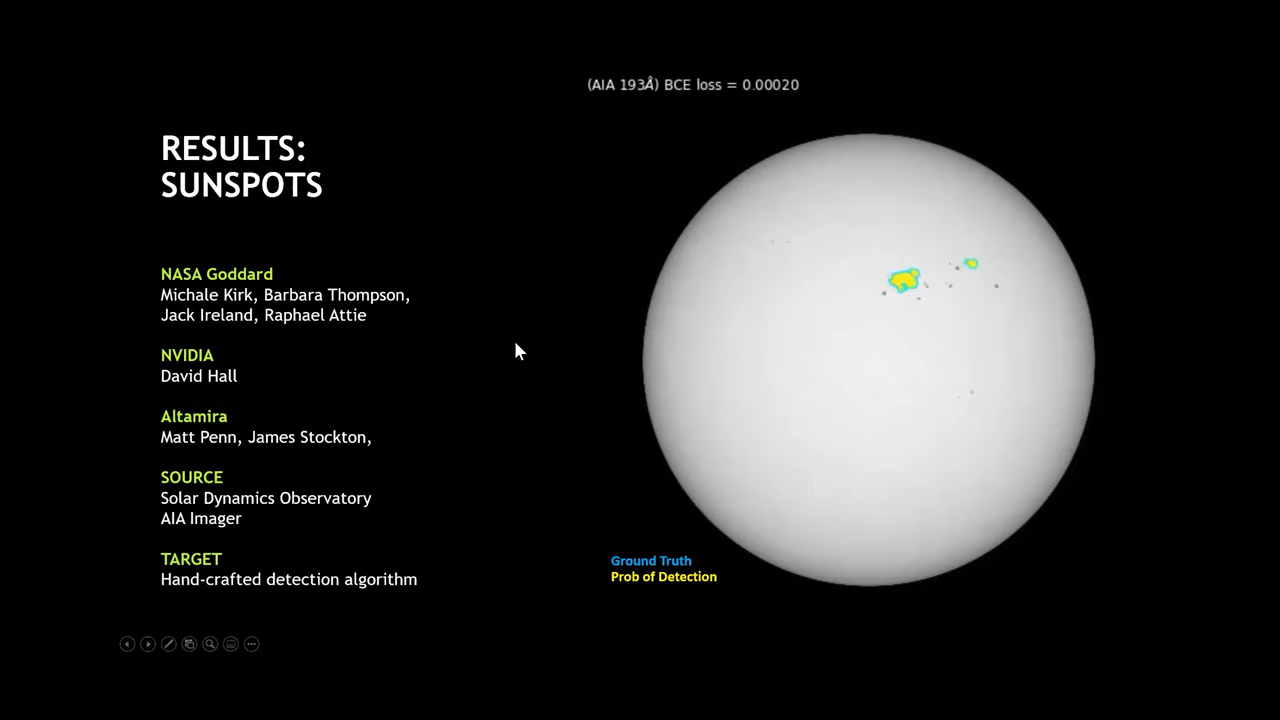 (AIA 193Å) BCE loss = 0.00020
RESULTS:
SUNSPOTS
NASA Goddard
Michale Kirk, Barbara Thompson,
Jack Ireland, Raphael Attie
NVIDIA
David Hall
Altamira
Matt Penn, James Stockton,
SOURCE
Solar Dynamics Observatory
AIA Imager
TARGET
Hand-crafted detection algorithm
Ground Truth
Prob of Detection